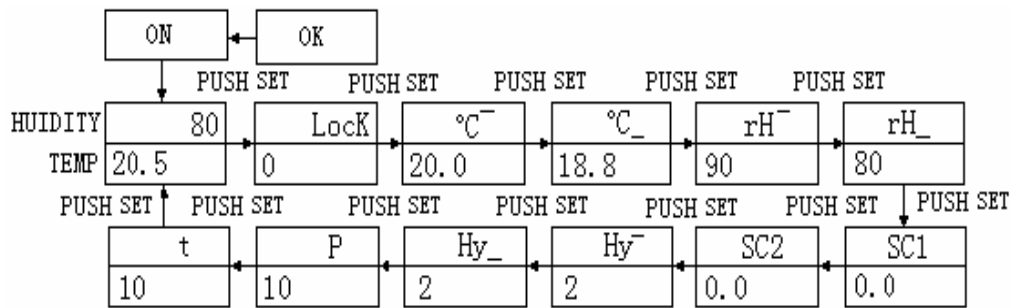 ON OK
PUSH SET PUSH SET PUSH SET PUSH SET PUSH SET
HUIDITY 80 LocK ℃¯ ℃_ rH¯ rH_
TEMP 20.5 0 20.0 18.8 90 80
PUSH SET PUSH SET PUSH SET PUSH SET PUSH SET PUSH SET PUSH SET
t P Hy_ Hy¯ SC2 SC1
10 10 2 2 0.0 0.0